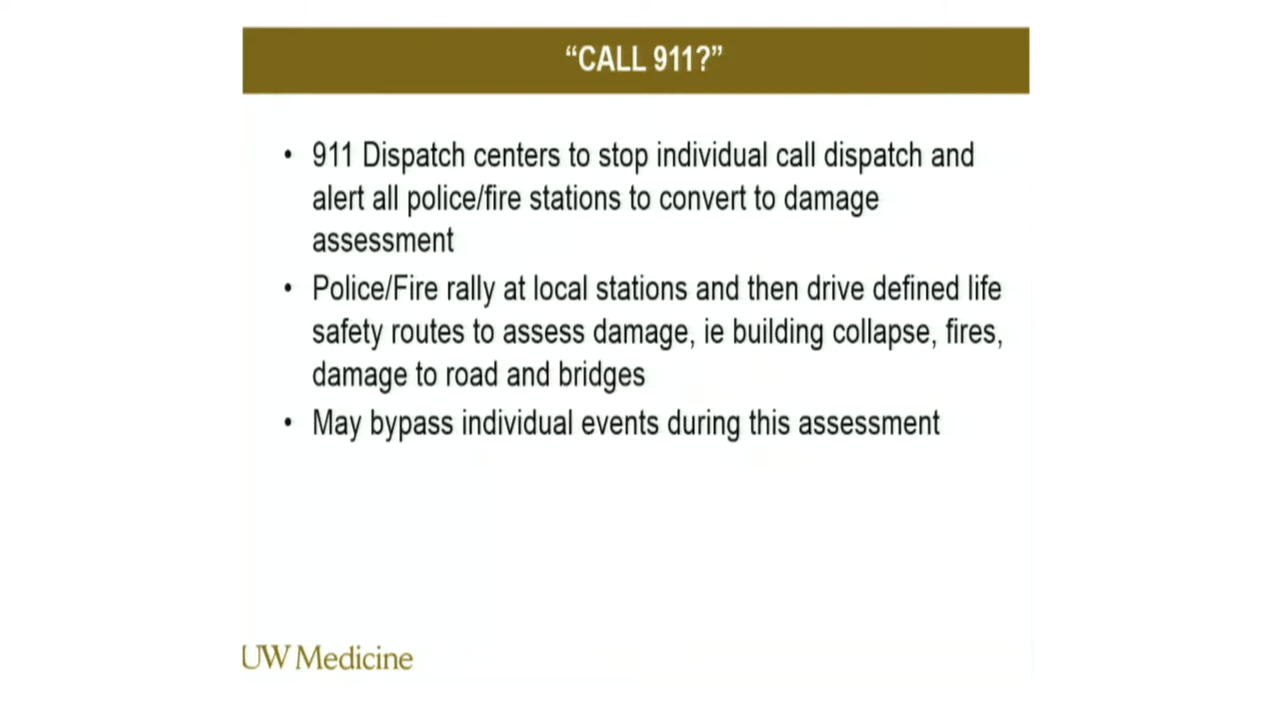 “CALL 911?”
• 911 Dispatch centers to stop individual call dispatch and
alert all police/fire stations to convert to damage
assessment
• Police/Fire rally at local stations and then drive defined life
safety routes to assess damage, ie building collapse, fires,
damage to road and bridges
• May bypass individual events during this assessment
UW Medicine